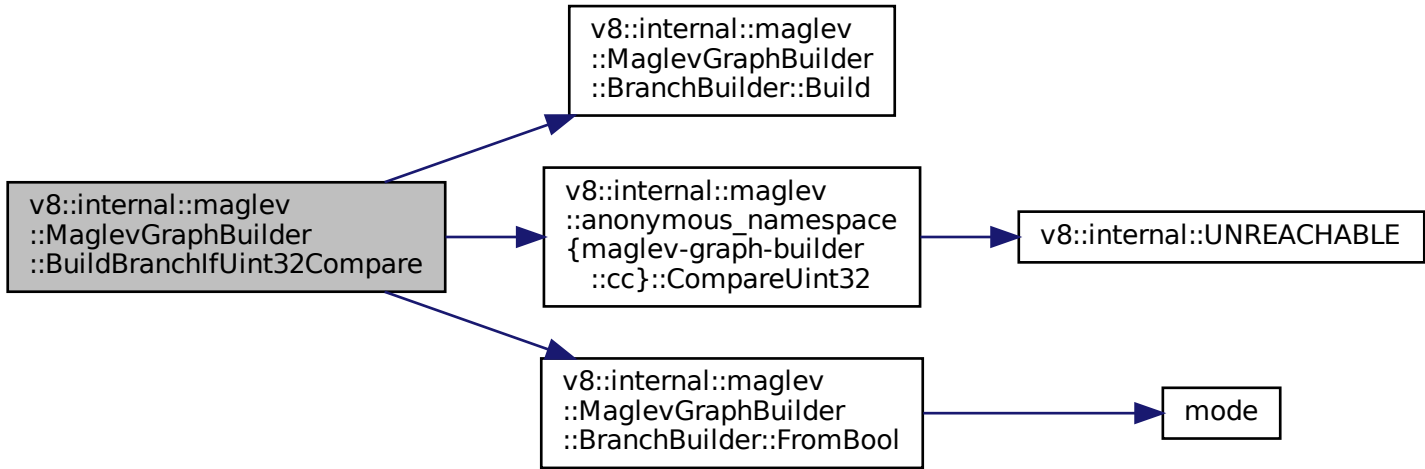 v8::internal::maglev
::MaglevGraphBuilder
::BranchBuilder::Build
v8::internal::maglev
::MaglevGraphBuilder
::BuildBranchIfUint32Compare
v8::internal::maglev
::anonymous_namespace
{maglev-graph-builder
::cc}::CompareUint32
v8::internal::UNREACHABLE
v8::internal::maglev
::MaglevGraphBuilder
::BranchBuilder::FromBool
mode